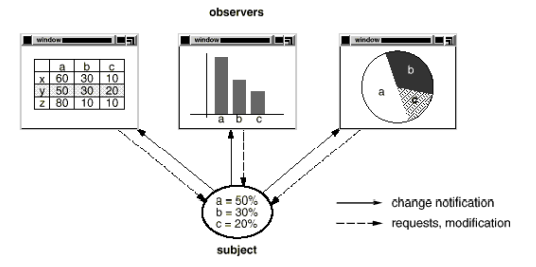 observers
window
window
window
a b c
x 60 30 10
y 50 30 20
z 80 10 10
a b c
a
b
c
a = 50%
b = 30%
c = 20%
subject
change notification
requests, modification